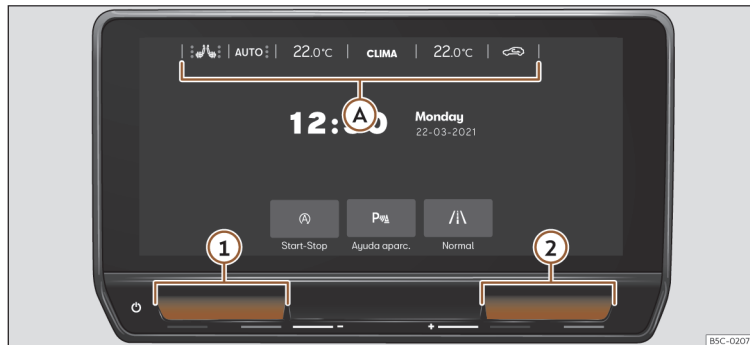 AUTO 22.0°C CLIMA 22.0°C
A
12: 0 Monday
22-03-2021
A P
Start-Stop Ayuda aparc. Normal
1 2
- +
B5C-0207